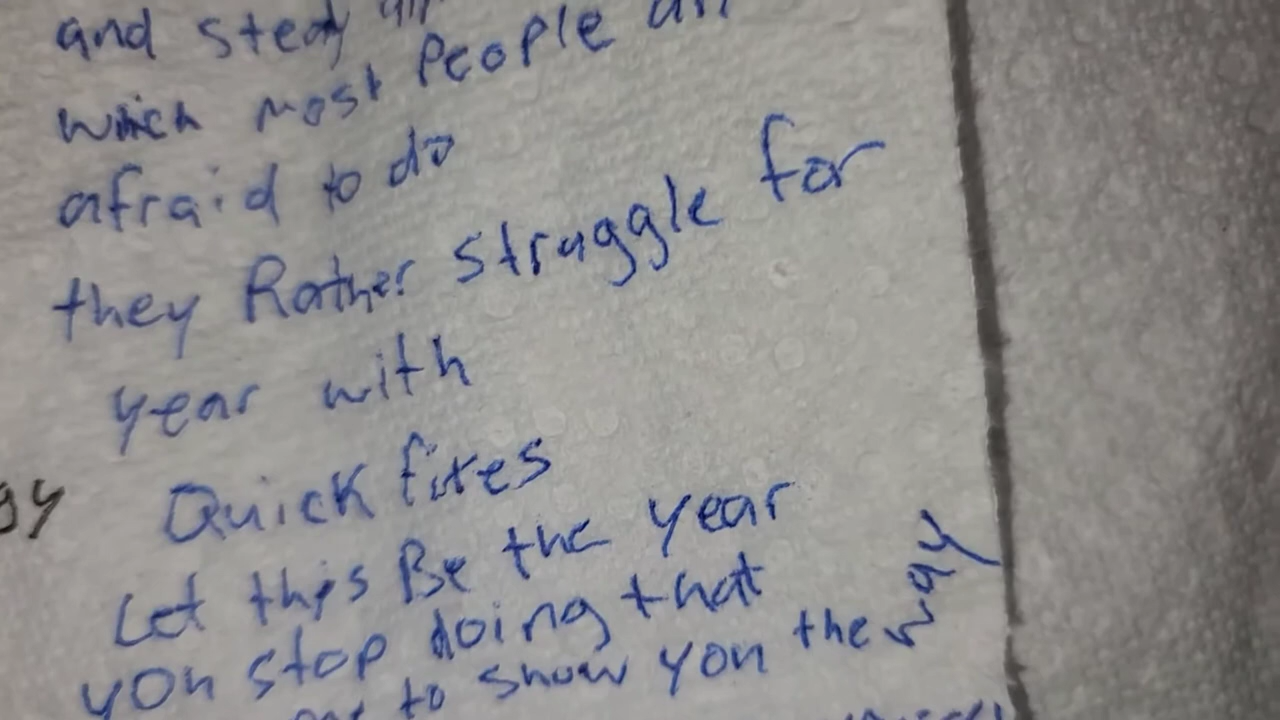 and stedy
which most People
afraid to do
they Rather struggle for
year with
Quick fixes
Let this Be the year
you stop doing that
to show you the way